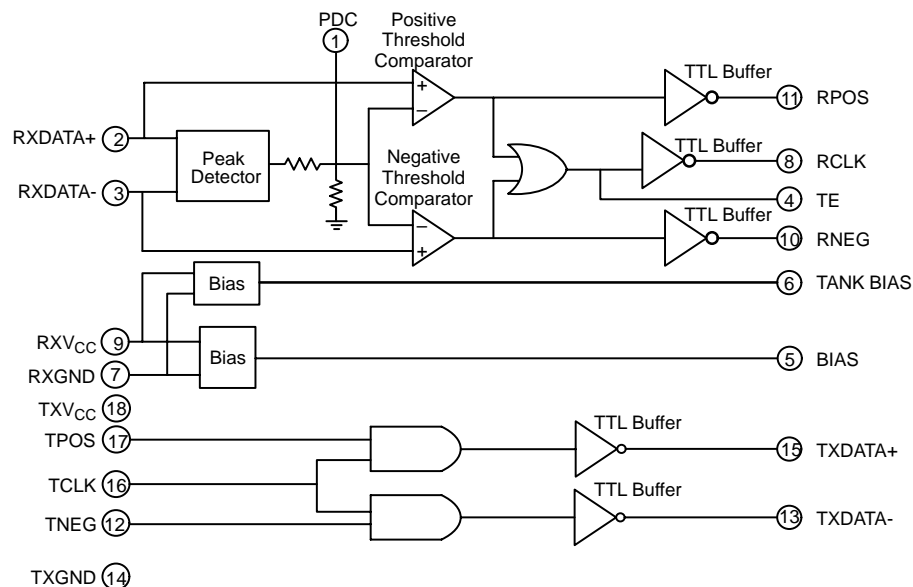 PDC
1
Positive
Threshold
Comparator
TTL Buffer
+
−
11 RPOS
RXDATA+ 2
TTL Buffer
Peak
Detector
Negative
Threshold
Comparator
8 RCLK
RXDATA- 3
4 TE
TTL Buffer
−
+
10 RNEG
Bias
6 TANK BIAS
RXVCC 9
Bias
5 BIAS
RXGND 7
TXVCC 18
TTL Buffer
TPOS 17
15 TXDATA+
TCLK 16
TTL Buffer
TNEG 12
13 TXDATA-
TXGND 14